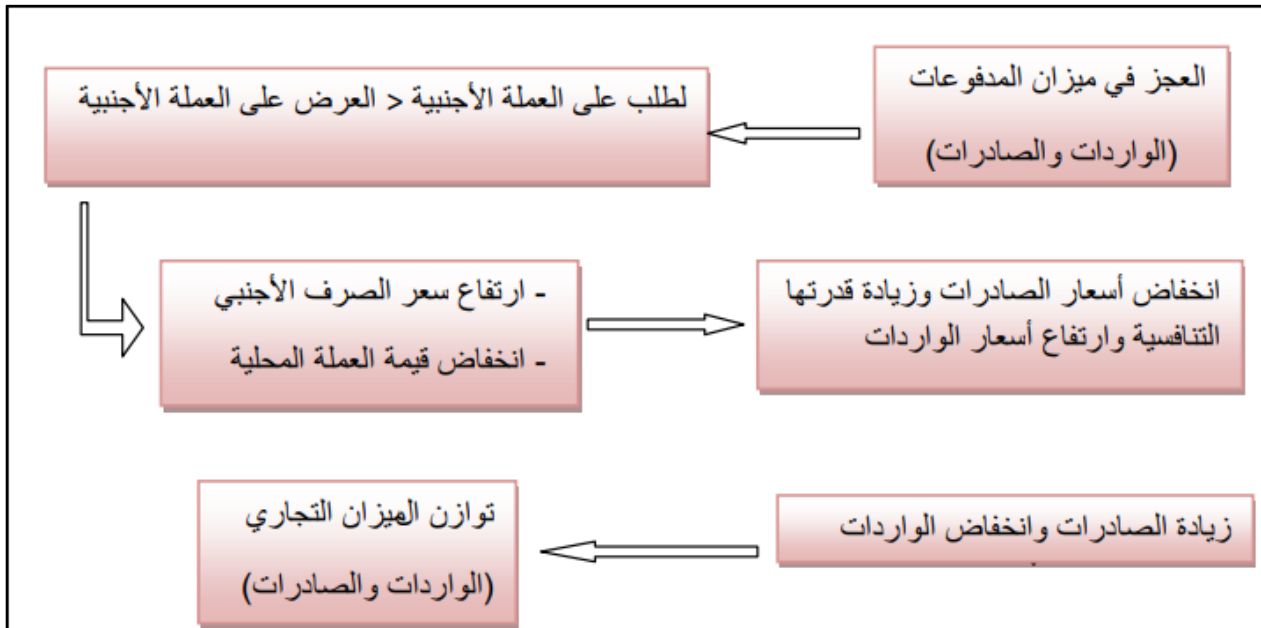 العجز في ميزان المدفوعات
(الواردات والصادرات)
لطلب على العملة الأجنبية < العرض على العملة الأجنبية
- ارتفاع سعر الصرف الأجنبي
- انخفاض قيمة العملة المحلية
انخفاض أسعار الصادرات وزيادة قدرتها
التنافسية وارتفاع أسعار الواردات
زيادة الصادرات وانخفاض الواردات
توازن الميزان التجاري
(الواردات والصادرات)